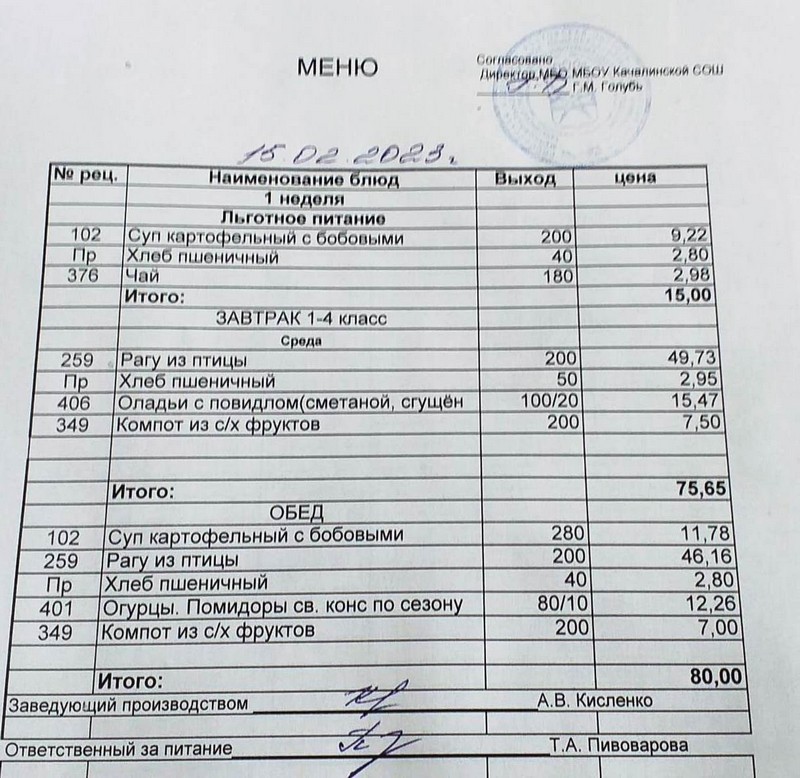 МЕНЮ
Согласовано
Директор МБО МБОУ Качалинской СОШ
Г.М. Голубь
15.02.2023г.
№ рец. Наименование блюд Выход цена
1 неделя
Льготное питание
102 Суп картофельный с бобовыми 200 9,22
Пр Хлеб пшеничный 40 2,80
376 Чай 180 2,98
Итого: 15,00
ЗАВТРАК 1-4 класс
Среда
259 Рагу из птицы 200 49,73
Пр Хлеб пшеничный 50 2,95
406 Оладьи с повидлом(сметаной, сгущён 100/20 15,47
349 Компот из с/х фруктов 200 7,50
Итого: 75,65
ОБЕД
102 Суп картофельный с бобовыми 280 11,78
259 Рагу из птицы 200 46,16
Пр Хлеб пшеничный 40 2,80
401 Огурцы. Помидоры св. конс по сезону 80/10 12,26
349 Компот из с/х фруктов 200 7,00
Итого: 80,00
Заведующий производством А.В. Кисленко
Ответственный за питание Т.А. Пивоварова